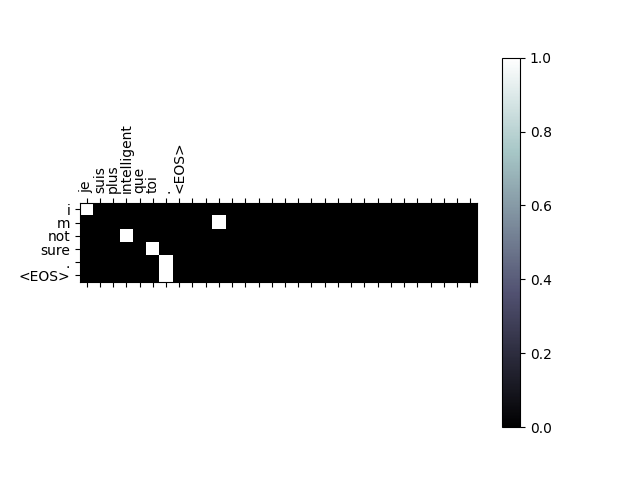 je
suis
plus
intelligent
que
toi
.
<EOS>
i
m
not
sure
.
<EOS>
1.0
0.8
0.6
0.4
0.2
0.0